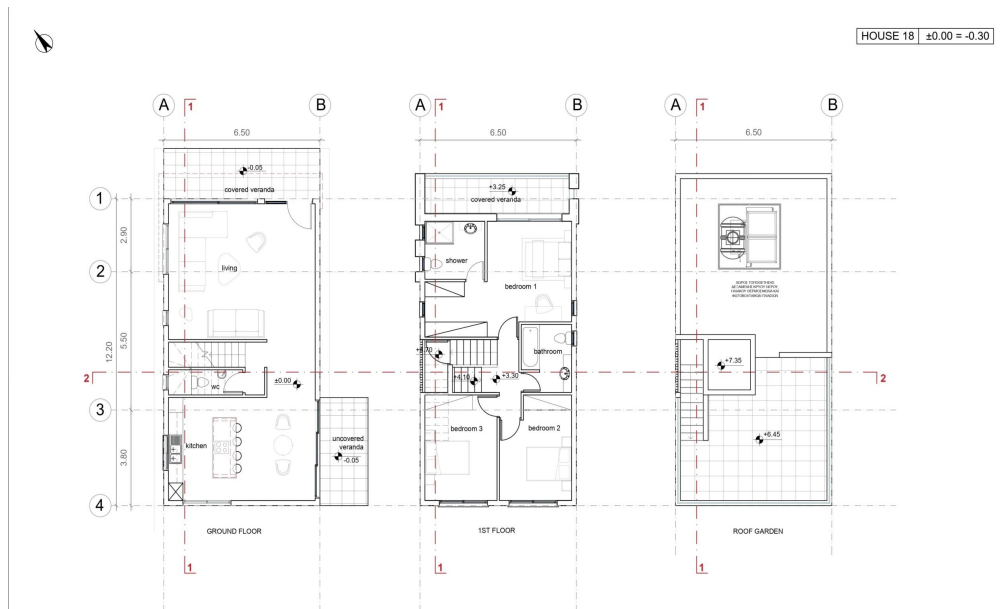 HOUSE 18 ±0.00 = -0.30
A B A B A B
1 1 1
6.50 6.50 6.50
-0.05
covered veranda
+3.25
covered veranda
1
2.90
2
living
shower
bedroom 1
5.50
12.20
bathroom
+4.10
+3.30
+7.35
2 2
wc
±0.00
3
3.80
kitchen
uncovered
veranda
-0.05
bedroom 3
bedroom 2
+6.45
4
GROUND FLOOR
1ST FLOOR
ROOF GARDEN
1 1 1